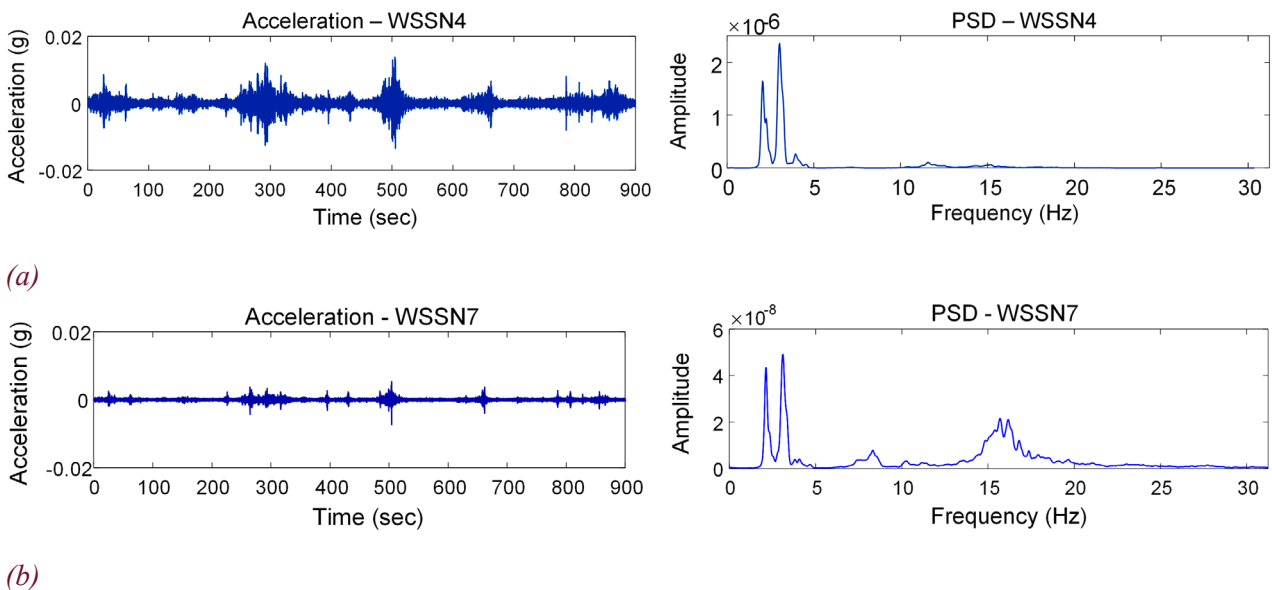 Acceleration – WSSN4
0.02
0
-0.02
Acceleration (g)
0 100 200 300 400 500 600 700 800 900
Time (sec)
PSD – WSSN4
×10-6
2
1
0
Amplitude
0 5 10 15 20 25 30
Frequency (Hz)
(a)
Acceleration - WSSN7
0.02
0
-0.02
Acceleration (g)
0 100 200 300 400 500 600 700 800 900
Time (sec)
PSD - WSSN7
×10-8
6
4
2
0
Amplitude
0 5 10 15 20 25 30
Frequency (Hz)
(b)